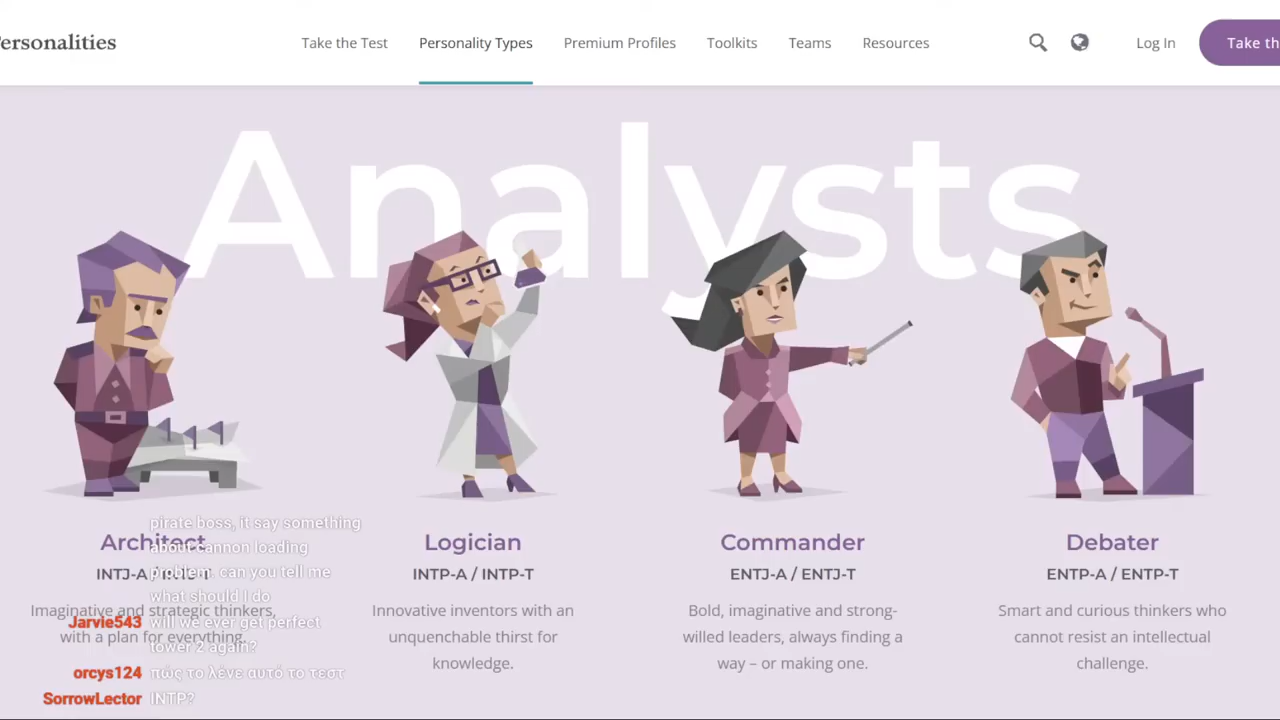 Personalities
Take the Test
Personality Types
Premium Profiles
Toolkits
Teams
Resources
Log In
Take th
Analysts
Architect
INTJ-A / INTJ-T
Imaginative and strategic thinkers,
with a plan for everything.
Logician
INTP-A / INTP-T
Innovative inventors with an
unquenchable thirst for
knowledge.
Commander
ENTJ-A / ENTJ-T
Bold, imaginative and strong-
willed leaders, always finding a
way – or making one.
Debater
ENTP-A / ENTP-T
Smart and curious thinkers who
cannot resist an intellectual
challenge.
pirate boss, it say something
about cannon loading
problem. can you tell me
what should I do
Jarvie543 will we ever get perfect
tower 2 again?
orcys124 πώς το λένε αυτό το τεστ
SorrowLector INTP?